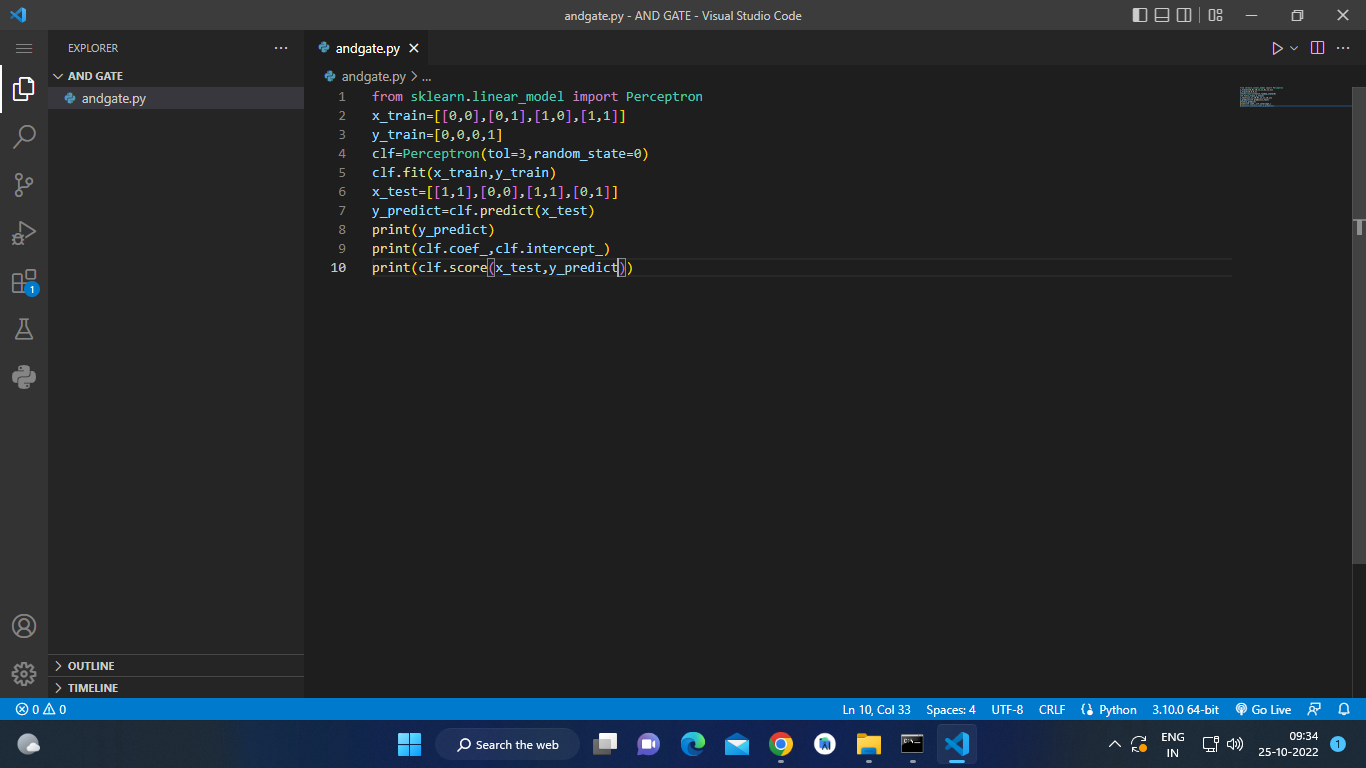 andgate.py - AND GATE - Visual Studio Code
EXPLORER
AND GATE
andgate.py
1
OUTLINE
TIMELINE
andgate.py
andgate.py > ...
1 from sklearn.linear_model import Perceptron
2 x_train=[[0,0],[0,1],[1,0],[1,1]]
3 y_train=[0,0,0,1]
4 clf=Perceptron(tol=3,random_state=0)
5 clf.fit(x_train,y_train)
6 x_test=[[1,1],[0,0],[1,1],[0,1]]
7 y_predict=clf.predict(x_test)
8 print(y_predict)
9 print(clf.coef_,clf.intercept_)
10 print(clf.score(x_test,y_predict))
0 0 Ln 10, Col 33 Spaces: 4 UTF-8 CRLF Python 3.10.0 64-bit Go Live
Search the web
ENG
IN
09:34
25-10-2022
1